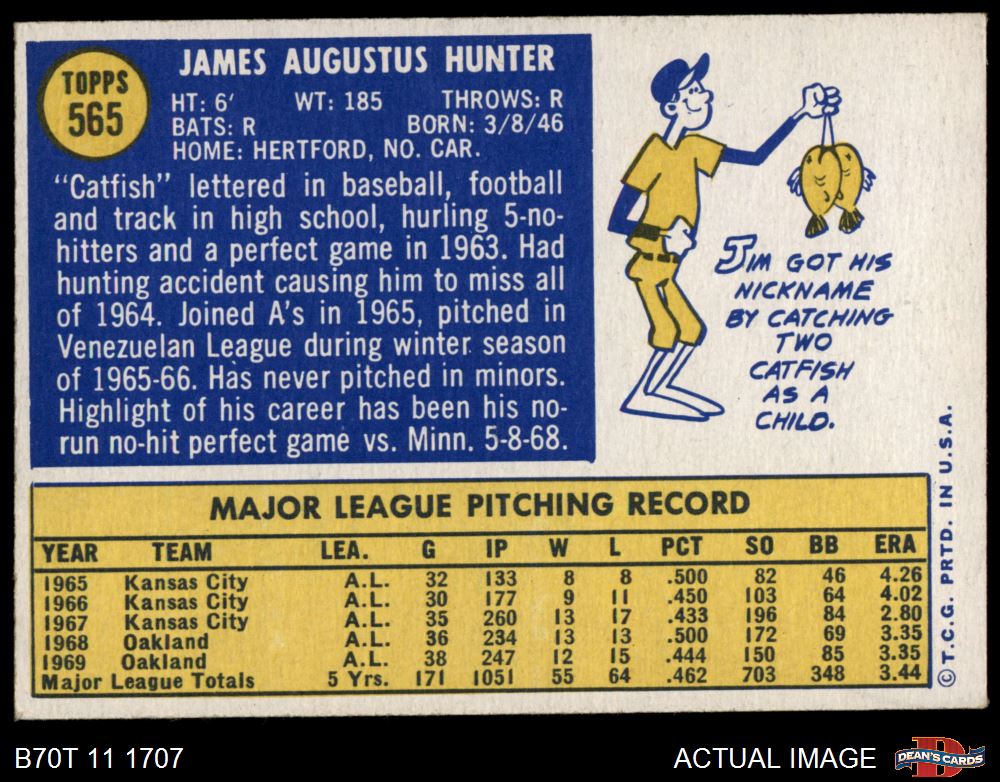 TOPPS
565
JAMES AUGUSTUS HUNTER
HT: 6' WT: 185 THROWS: R
BATS: R BORN: 3/8/46
HOME: HERTFORD, NO. CAR.
"Catfish" lettered in baseball, football
and track in high school, hurling 5-no-
hitters and a perfect game in 1963. Had
hunting accident causing him to miss all
of 1964. Joined A's in 1965, pitched in
Venezuelan League during winter season
of 1965-66. Has never pitched in minors.
Highlight of his career has been his no-
run no-hit perfect game vs. Minn. 5-8-68.
JIM GOT HIS
NICKNAME
BY CATCHING
TWO
CATFISH
AS A
CHILD.
MAJOR LEAGUE PITCHING RECORD
YEAR TEAM LEA. G IP W L PCT SO BB ERA
1965 Kansas City A.L. 32 133 8 8 .500 82 46 4.26
1966 Kansas City A.L. 30 177 9 11 .450 103 64 4.02
1967 Kansas City A.L. 35 260 13 17 .433 196 84 2.80
1968 Oakland A.L. 36 234 13 13 .500 172 69 3.35
1969 Oakland A.L. 38 247 12 15 .444 150 85 3.35
Major League Totals 5 Yrs. 171 1051 55 64 .462 703 348 3.44
© T.C.G. PRTD. IN U.S.A.
B70T 11 1707
ACTUAL IMAGE
D
DEAN'S CARDS